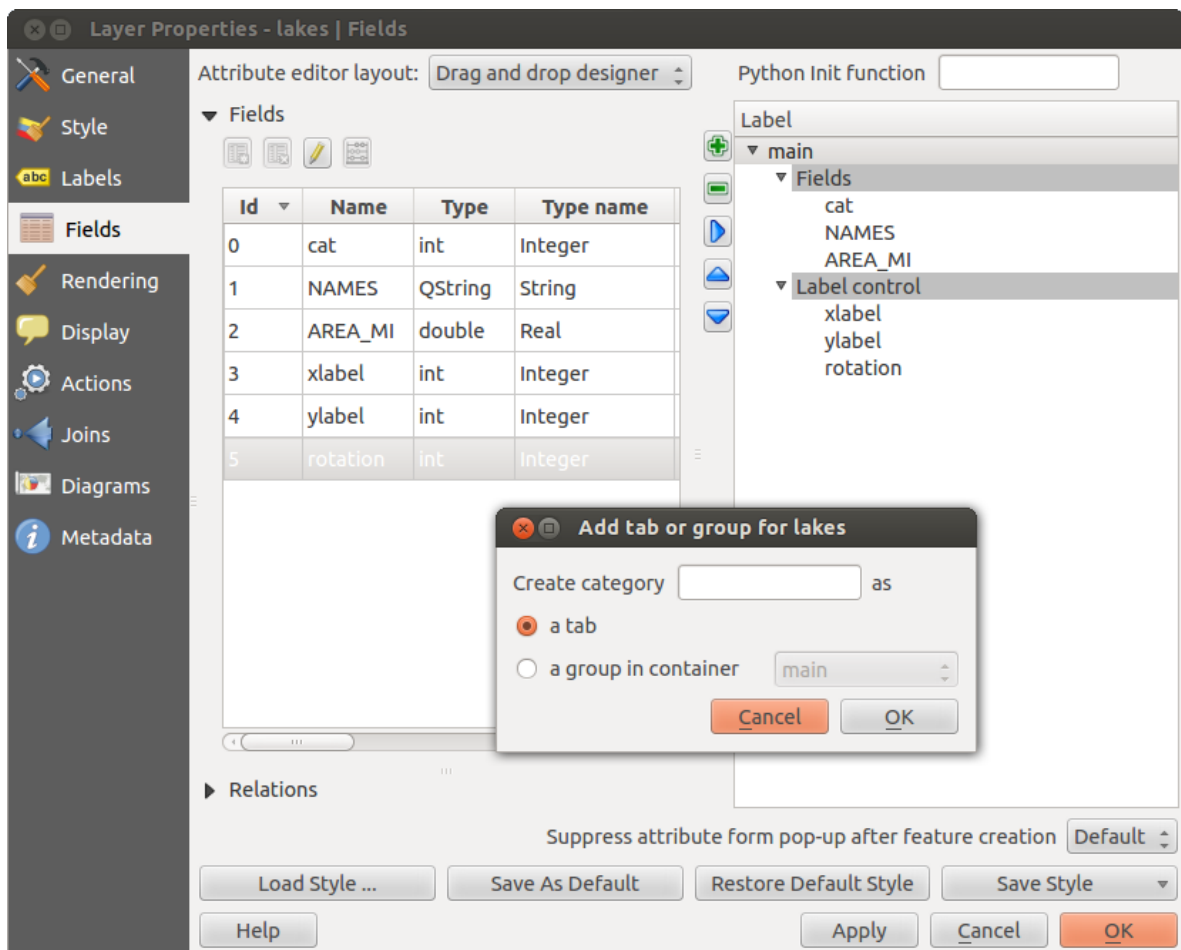 Layer Properties - lakes | Fields
General
Style
abc Labels
Fields
Rendering
Display
Actions
Joins
Diagrams
i Metadata
Attribute editor layout: Drag and drop designer
Python Init function
Fields
Id Name Type Type name
0 cat int Integer
1 NAMES QString String
2 AREA_MI double Real
3 xlabel int Integer
4 ylabel int Integer
5 rotation int Integer
Label
main
Fields
cat
NAMES
AREA_MI
Label control
xlabel
ylabel
rotation
Add tab or group for lakes
Create category as
a tab
a group in container main
Cancel OK
Relations
Suppress attribute form pop-up after feature creation Default
Load Style ... Save As Default Restore Default Style Save Style
Help Apply Cancel OK